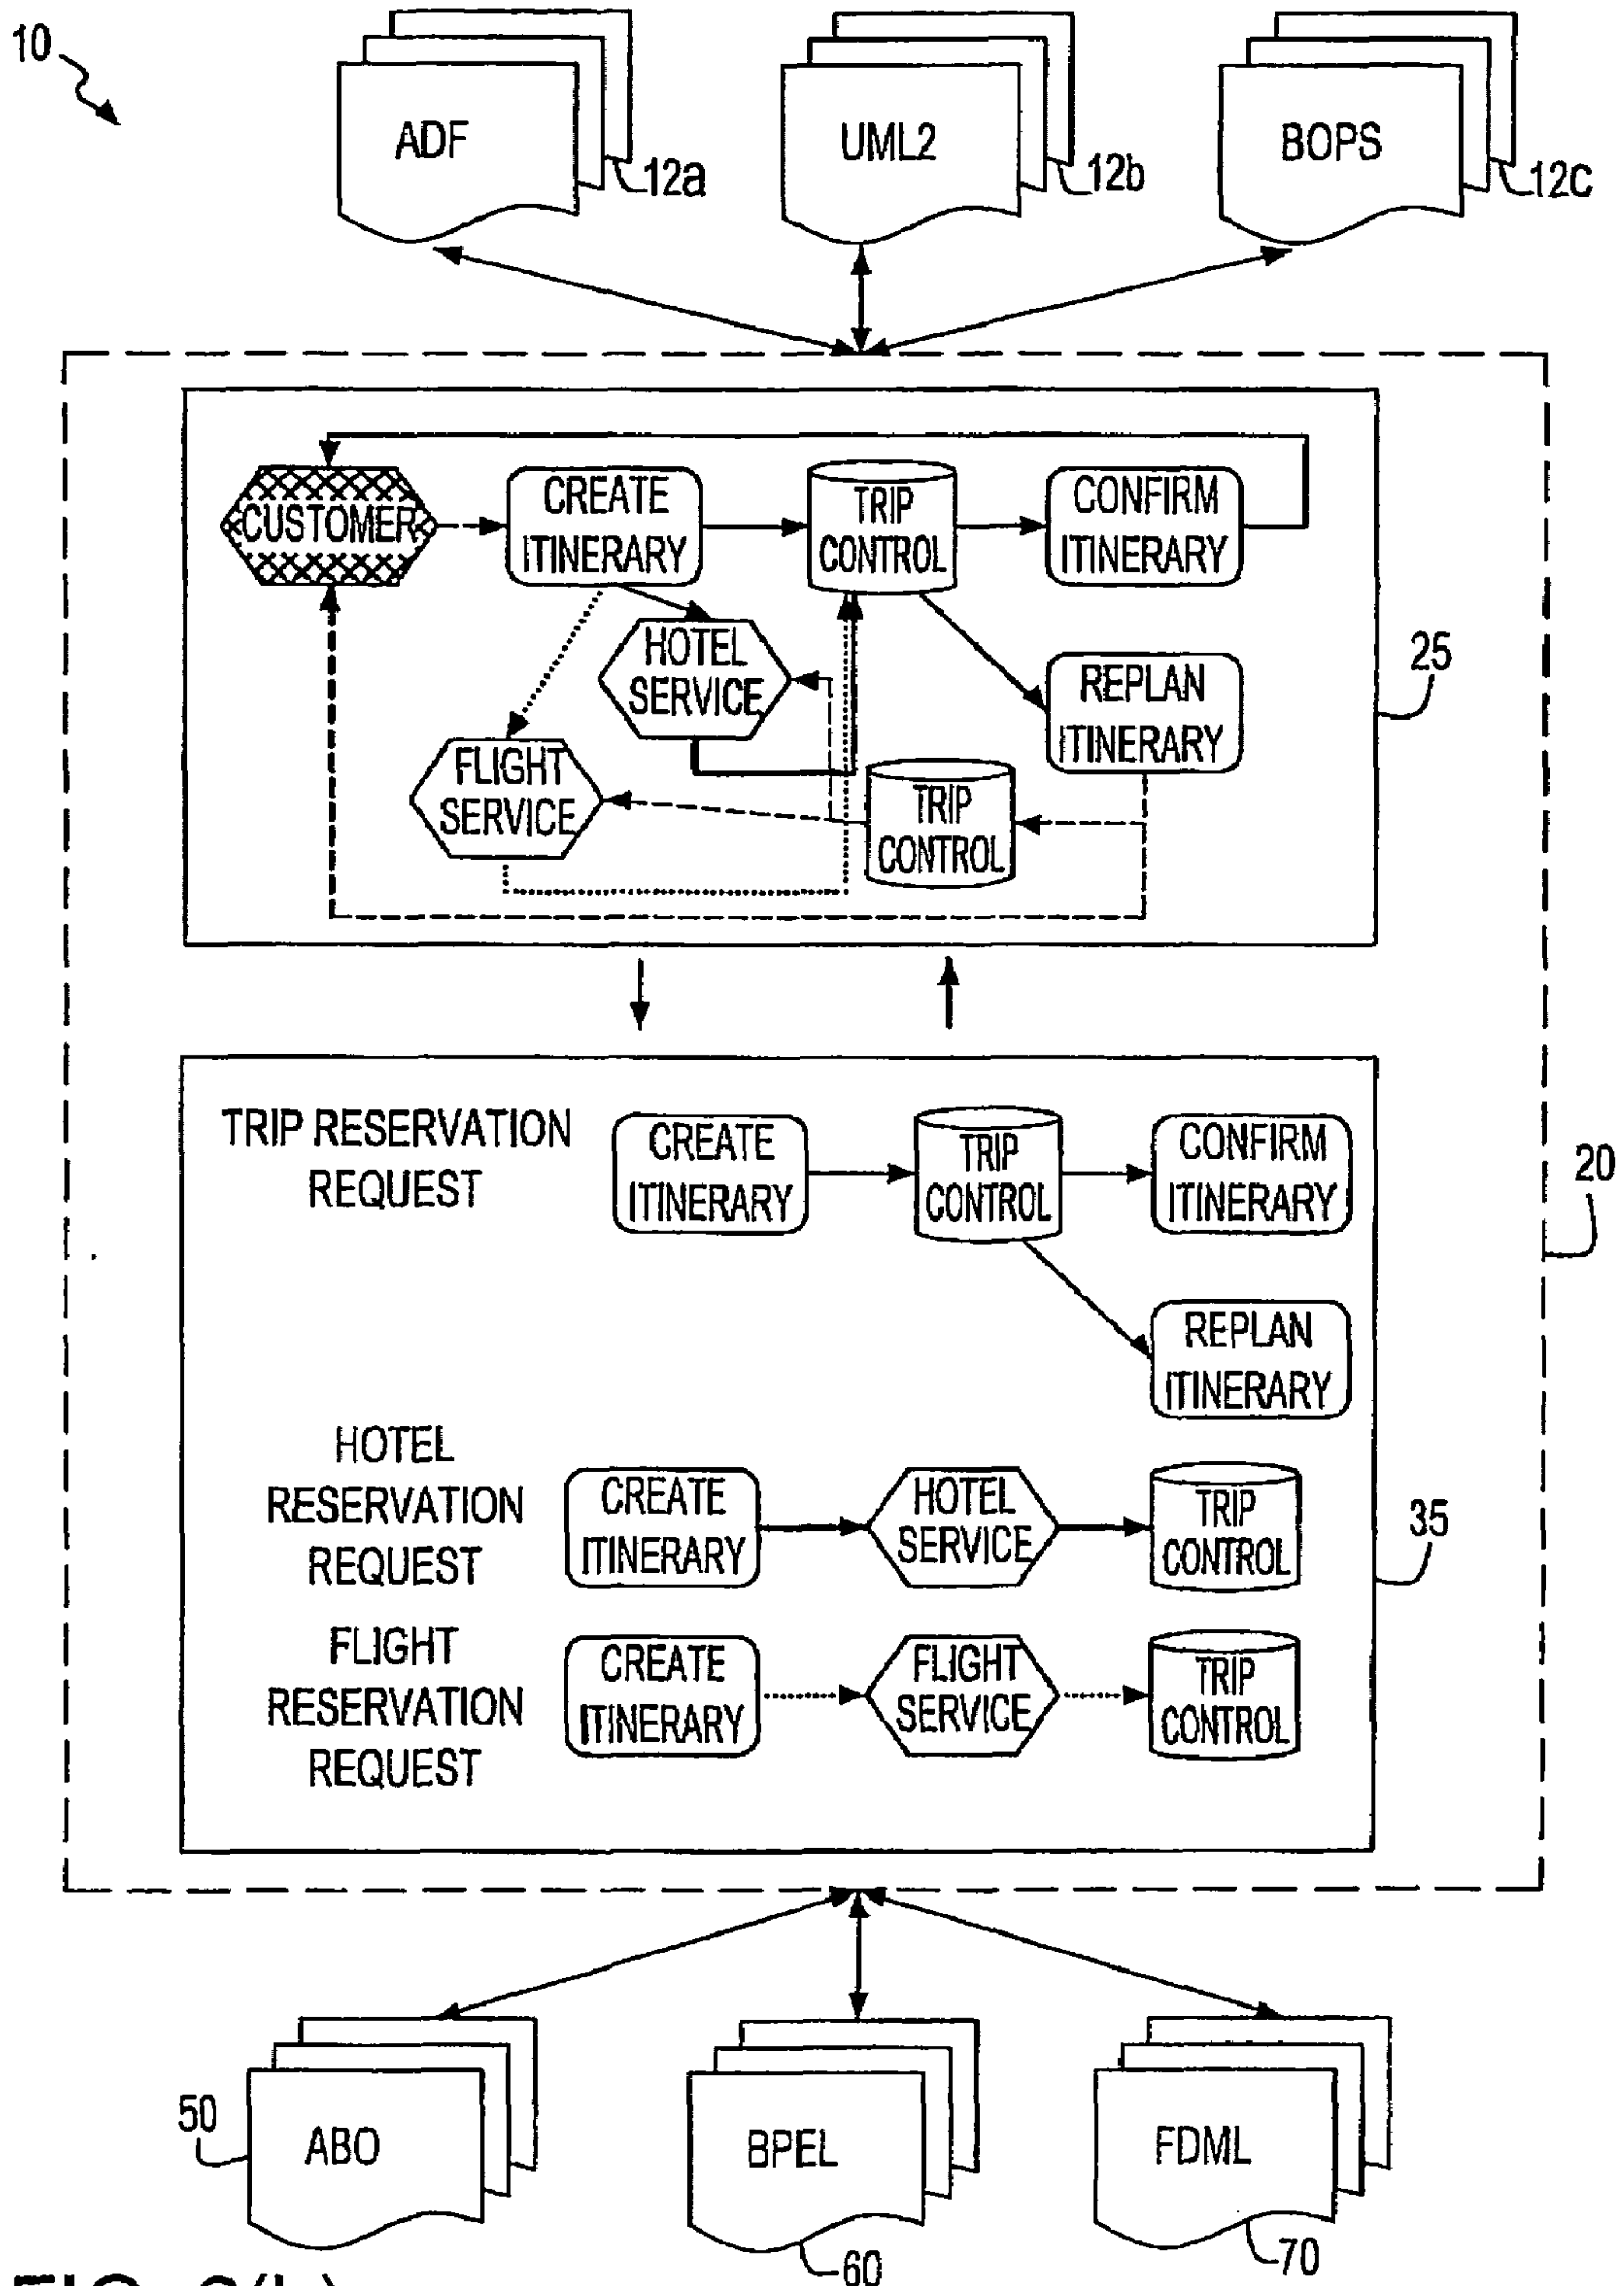 10
ADF
12a
UML2
12b
BOPS
12c
CUSTOMER
CREATE
ITINERARY
TRIP
CONTROL
CONFIRM
ITINERARY
HOTEL
SERVICE
REPLAN
ITINERARY
25
FLIGHT
SERVICE
TRIP
CONTROL
TRIP RESERVATION
REQUEST
CREATE
ITINERARY
TRIP
CONTROL
CONFIRM
ITINERARY
20
REPLAN
ITINERARY
HOTEL
RESERVATION
REQUEST
CREATE
ITINERARY
HOTEL
SERVICE
TRIP
CONTROL
35
FLIGHT
RESERVATION
REQUEST
CREATE
ITINERARY
FLIGHT
SERVICE
TRIP
CONTROL
50
ABO
BPEL
60
FDML
70